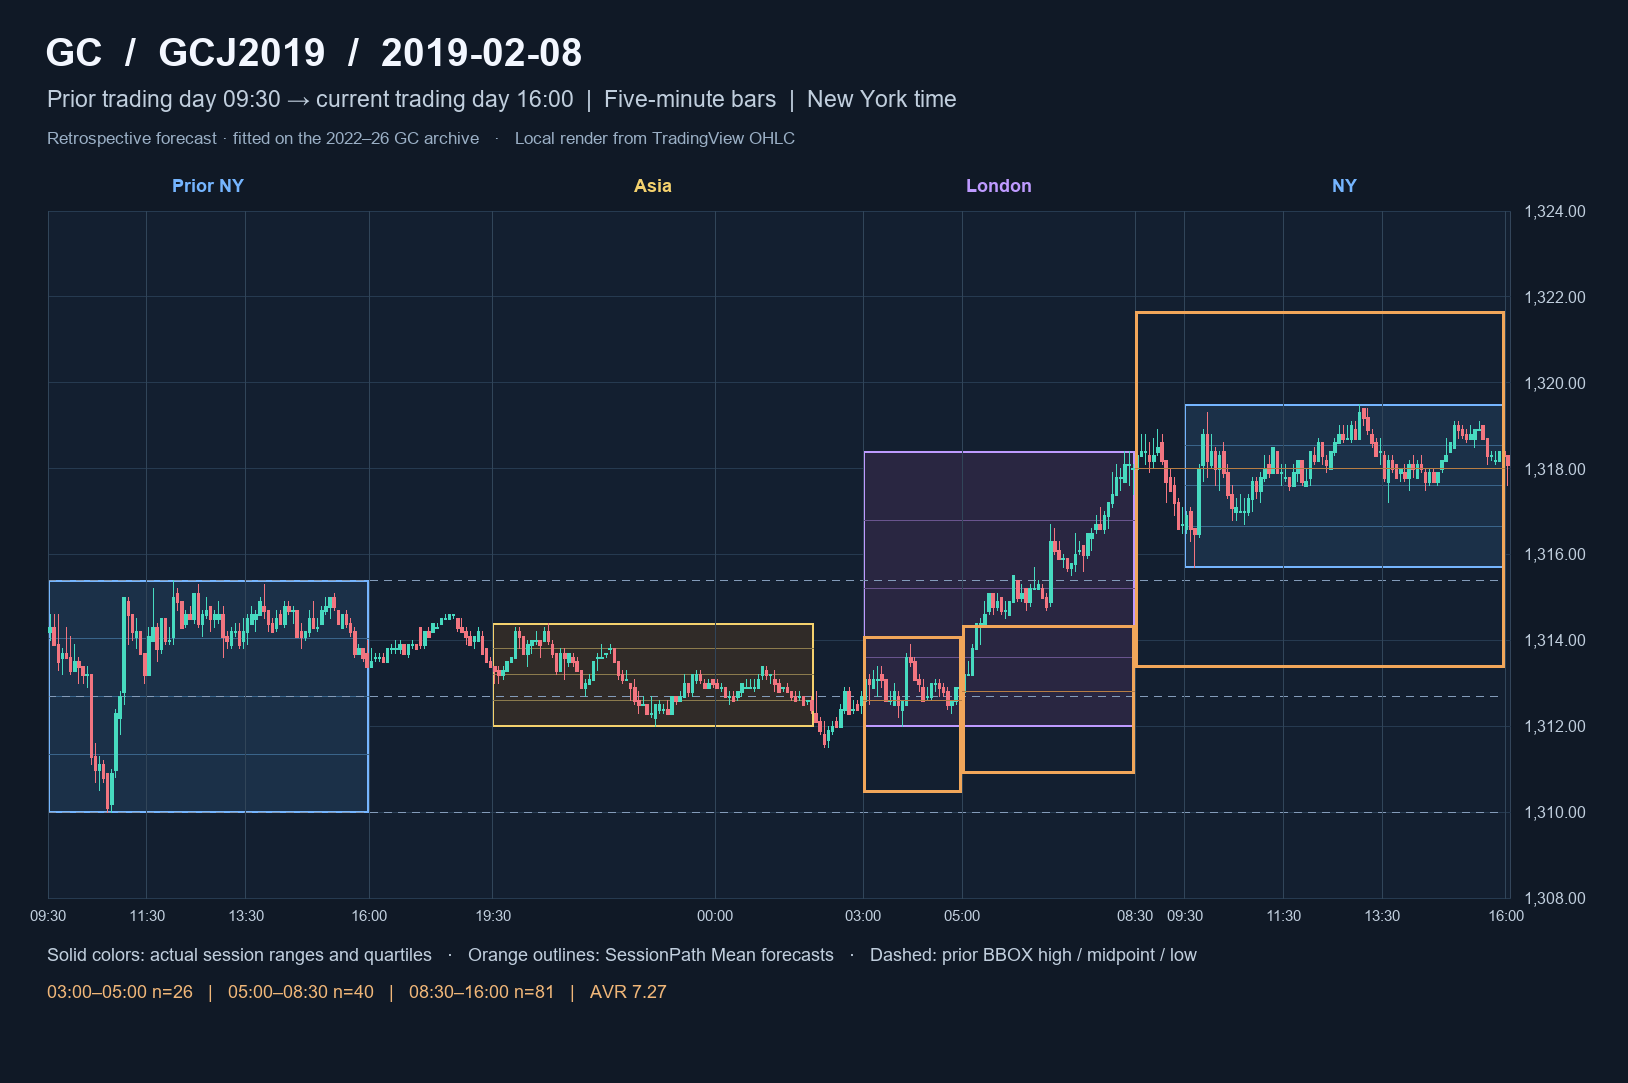 GC / GCJ2019 / 2019-02-08
Prior trading day 09:30 → current trading day 16:00 | Five-minute bars | New York time
Retrospective forecast · fitted on the 2022–26 GC archive · Local render from TradingView OHLC
Prior NY Asia London NY
1,324.00
1,322.00
1,320.00
1,318.00
1,316.00
1,314.00
1,312.00
1,310.00
1,308.00
09:30 11:30 13:30 16:00 19:30 00:00 03:00 05:00 08:30 09:30 11:30 13:30 16:00
Solid colors: actual session ranges and quartiles · Orange outlines: SessionPath Mean forecasts · Dashed: prior BBOX high / midpoint / low
03:00–05:00 n=26 | 05:00–08:30 n=40 | 08:30–16:00 n=81 | AVR 7.27